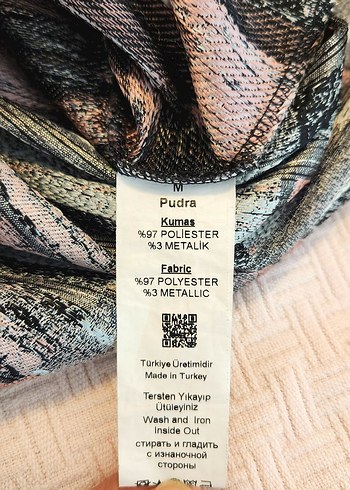 M
Pudra
Kumas
%97 POLİESTER
%3 METALİK
Fabric
%97 POLYESTER
%3 METALLIC
Türkiye Üretimidir
Made in Turkey
Tersten Yıkayıp
Ütüleyiniz
Wash and Iron
Inside Out
стирать и гладить
с изнаночной
стороны